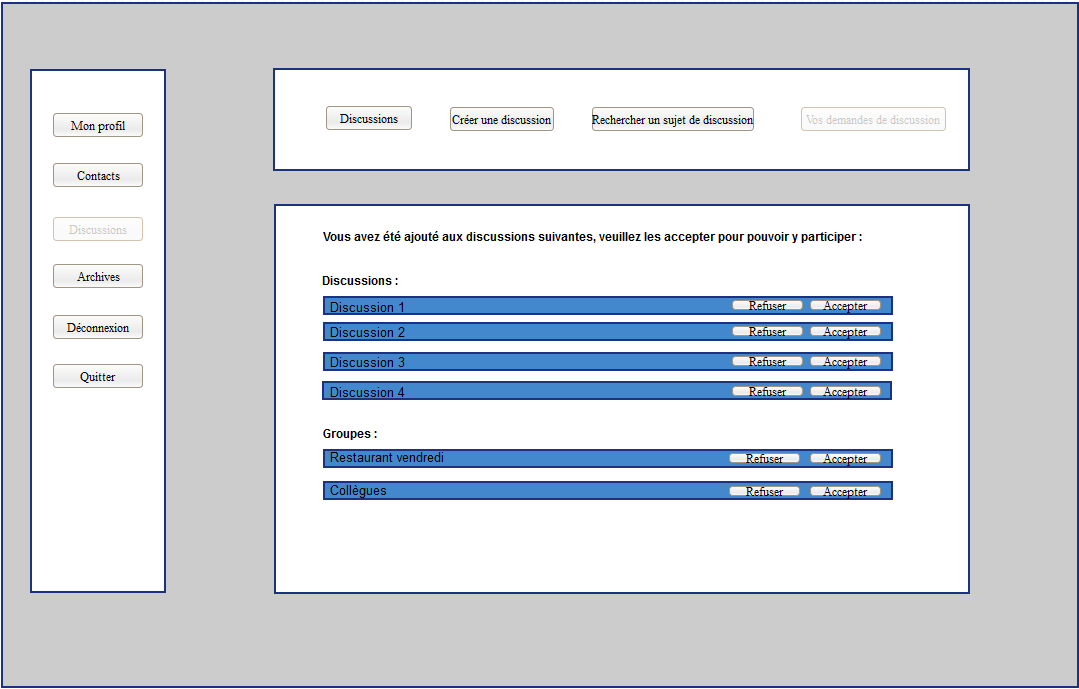 Mon profil
Contacts
Discussions
Archives
Déconnexion
Quitter
Discussions
Créer une discussion
Rechercher un sujet de discussion
Vos demandes de discussion
Vous avez été ajouté aux discussions suivantes, veuillez les accepter pour pouvoir y participer :
Discussions :
Discussion 1 Refuser Accepter
Discussion 2 Refuser Accepter
Discussion 3 Refuser Accepter
Discussion 4 Refuser Accepter
Groupes :
Restaurant vendredi Refuser Accepter
Collègues Refuser Accepter